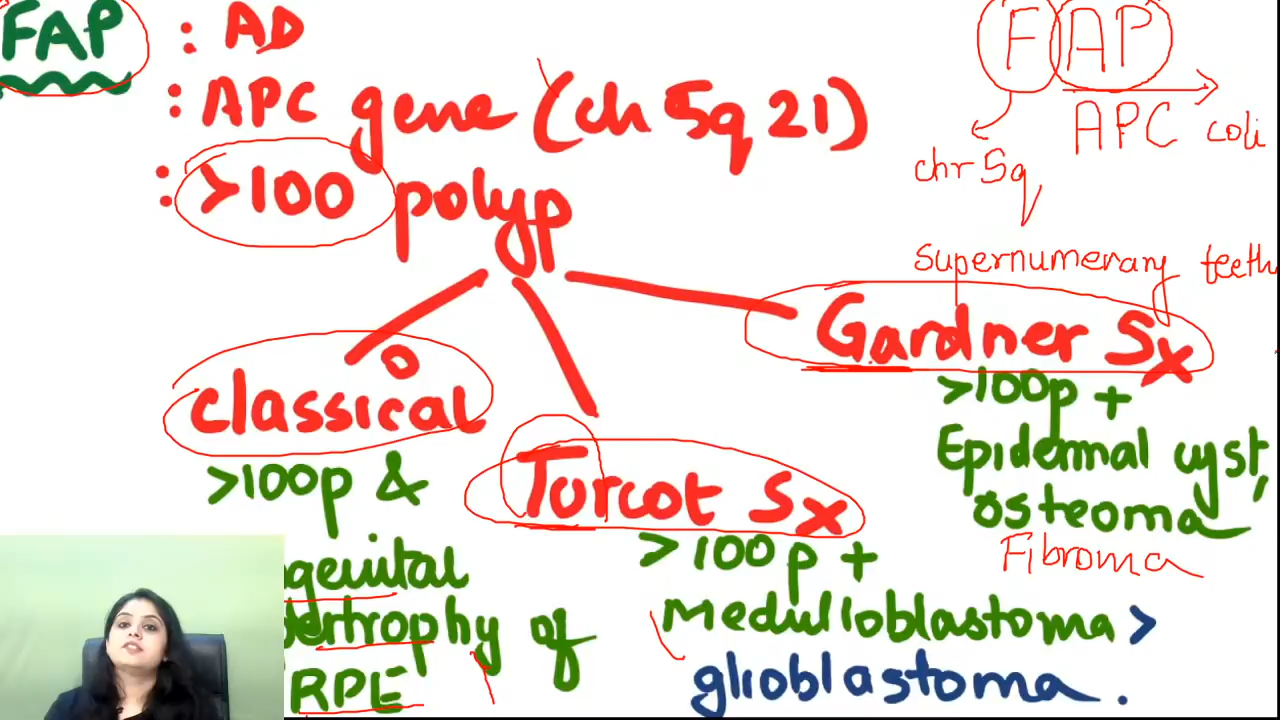 FAP : AD
: APC gene (ch 5q 21)
: >100 polyp
F AP
APC coli
chr 5q
classical
>100p &
genital
ertrophy of
RPE
Turcot Sx
>100p +
Medulloblastoma >
glioblastoma.
supernumerary teeth
Gardner Sx
>100p +
Epidermal cyst,
osteoma
Fibroma